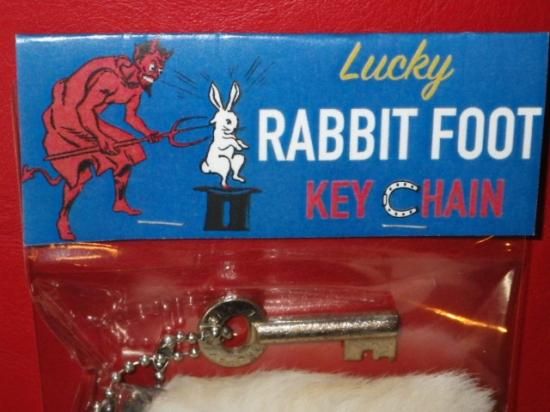 Lucky
RABBIT FOOT
KEY CHAIN